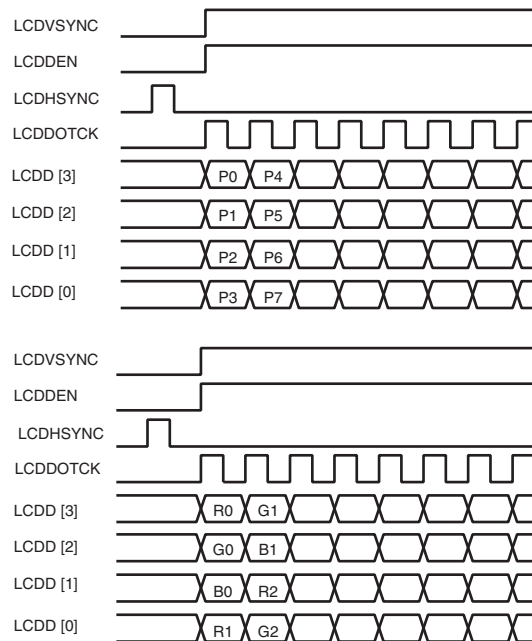 LCDVSYNC
LCDDEN
LCDHSYNC
LCDDOTCK
LCDD [3] P0 P4
LCDD [2] P1 P5
LCDD [1] P2 P6
LCDD [0] P3 P7
LCDVSYNC
LCDDEN
LCDHSYNC
LCDDOTCK
LCDD [3] R0 G1
LCDD [2] G0 B1
LCDD [1] B0 R2
LCDD [0] R1 G2